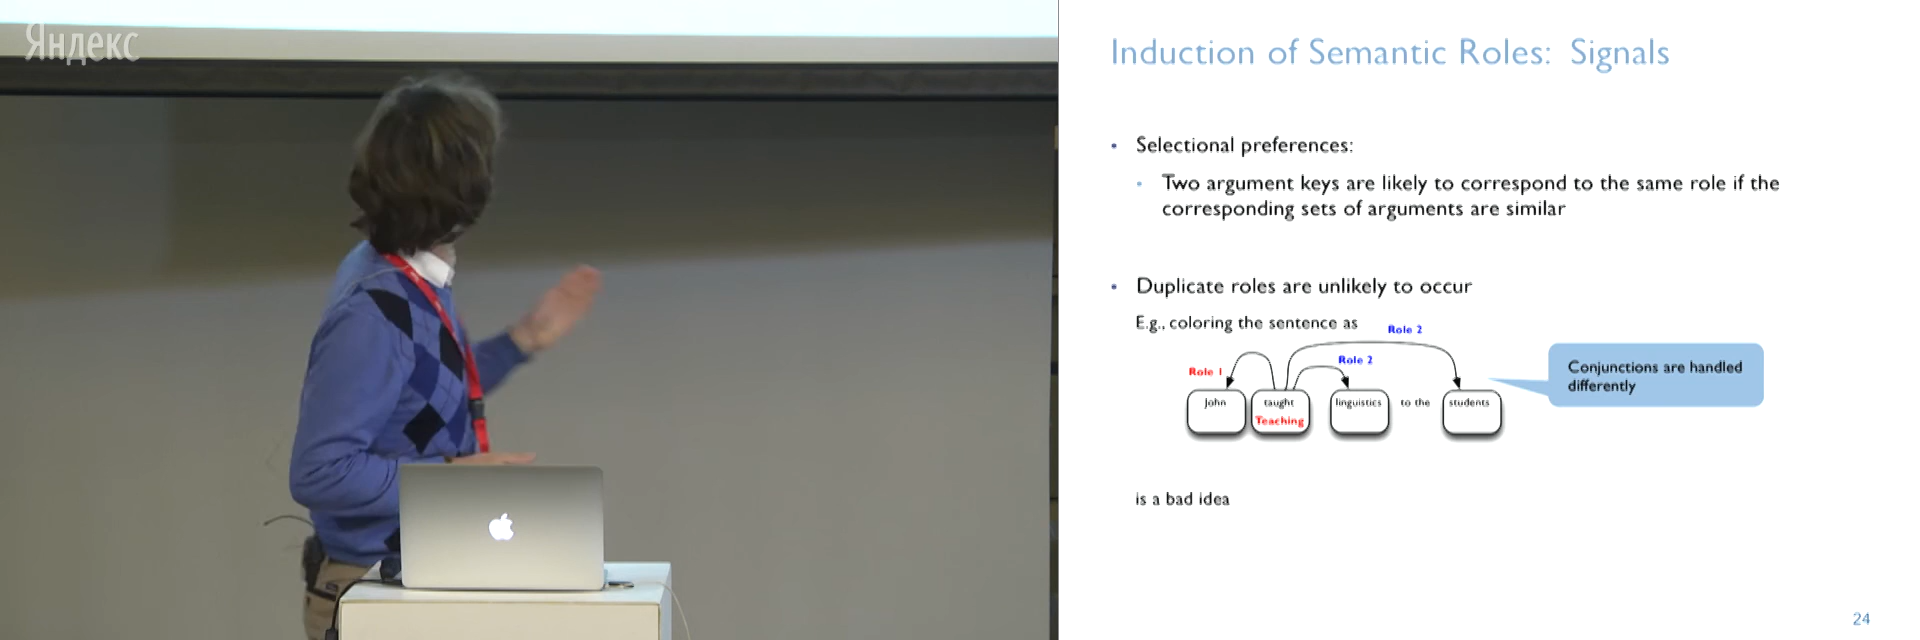 Яндекс
Induction of Semantic Roles: Signals
• Selectional preferences:
• Two argument keys are likely to correspond to the same role if the
corresponding sets of arguments are similar
• Duplicate roles are unlikely to occur
E.g., coloring the sentence as
Role 2
Role 2
Role 1
John taught linguistics to the students
Teaching
Conjunctions are handled
differently
is a bad idea
24